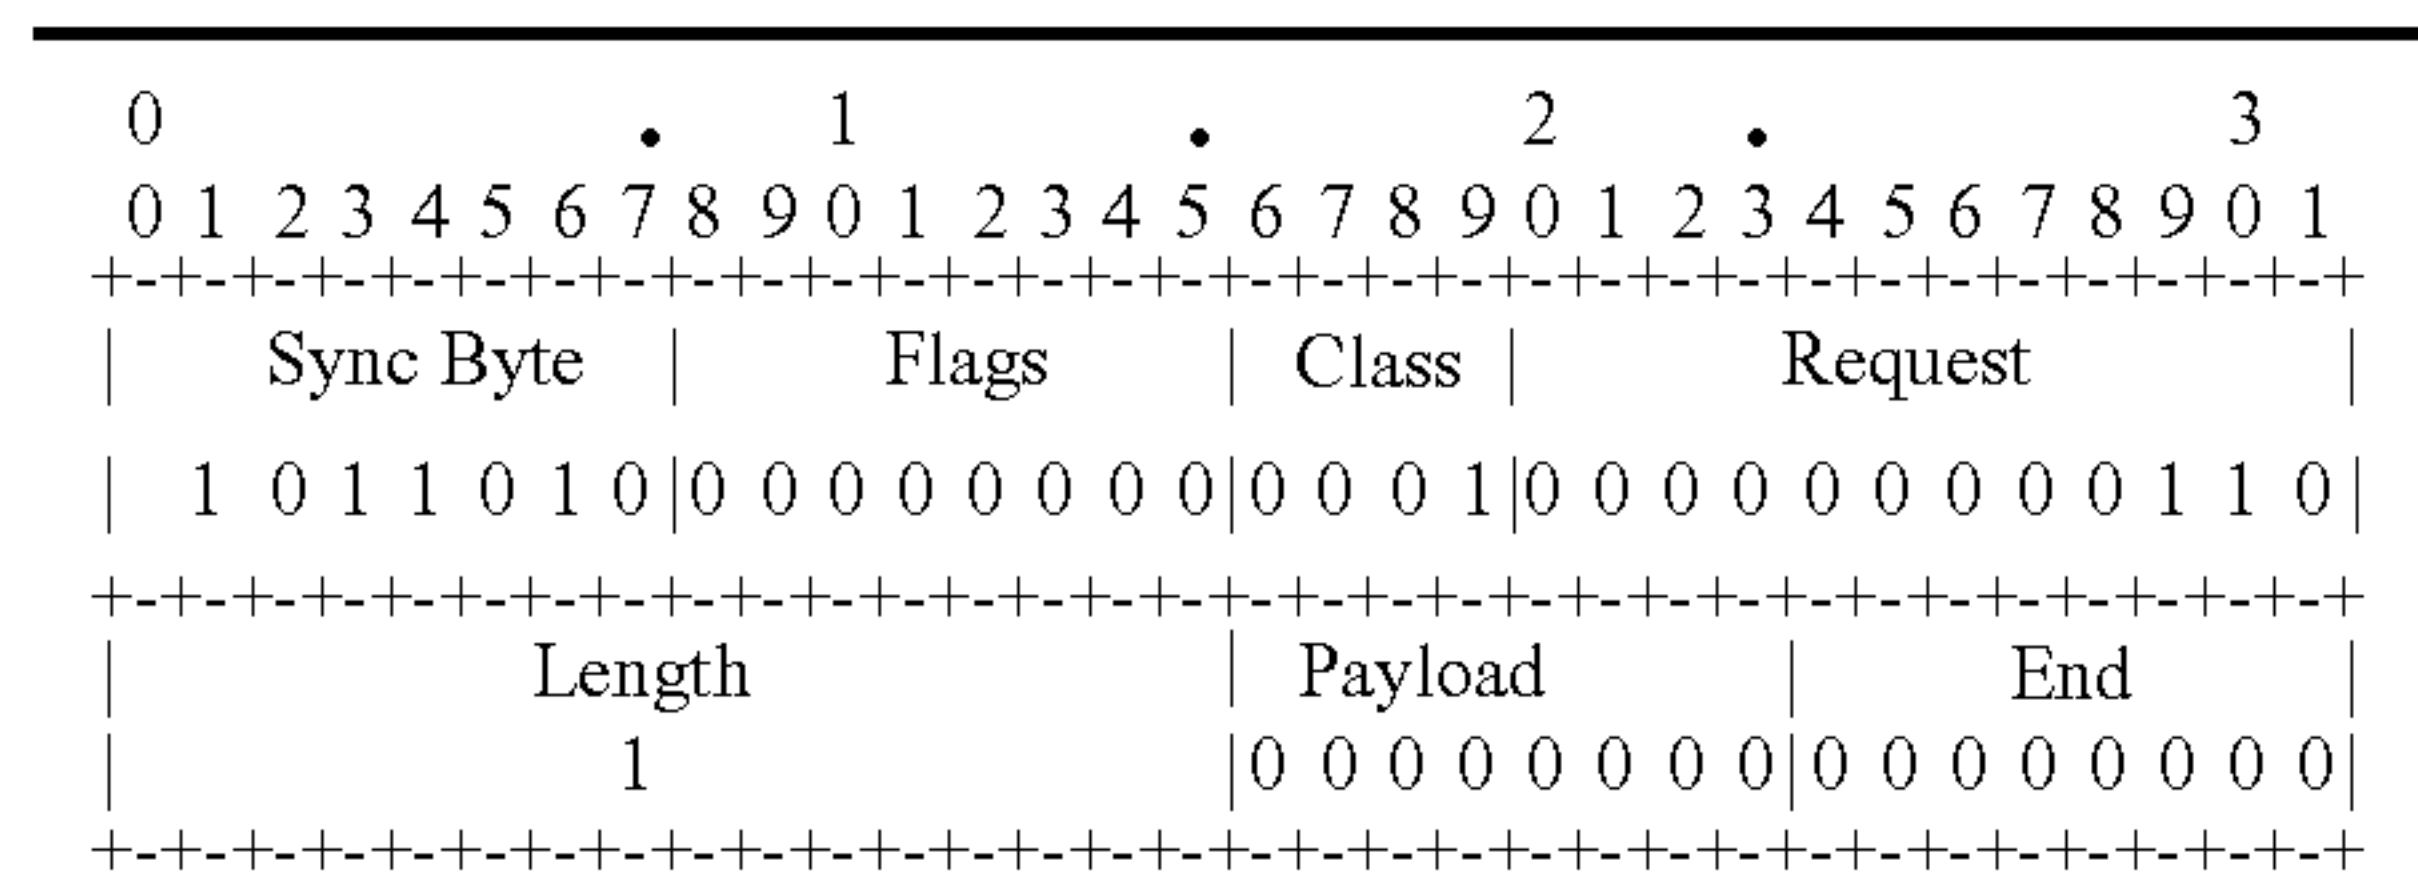 0 . 1 . 2 . 3
0 1 2 3 4 5 6 7 8 9 0 1 2 3 4 5 6 7 8 9 0 1 2 3 4 5 6 7 8 9 0 1
+-+-+-+-+-+-+-+-+-+-+-+-+-+-+-+-+-+-+-+-+-+-+-+-+-+-+-+-+-+-+-+-+
| Sync Byte | Flags | Class | Request |
| 1 0 1 1 0 1 0|0 0 0 0 0 0 0 0|0 0 0 1|0 0 0 0 0 0 0 0 0 1 1 0|
+-+-+-+-+-+-+-+-+-+-+-+-+-+-+-+-+-+-+-+-+-+-+-+-+-+-+-+-+-+-+-+-+
| Length | Payload | End |
| 1 |0 0 0 0 0 0 0 0|0 0 0 0 0 0 0 0|
+-+-+-+-+-+-+-+-+-+-+-+-+-+-+-+-+-+-+-+-+-+-+-+-+-+-+-+-+-+-+-+-+